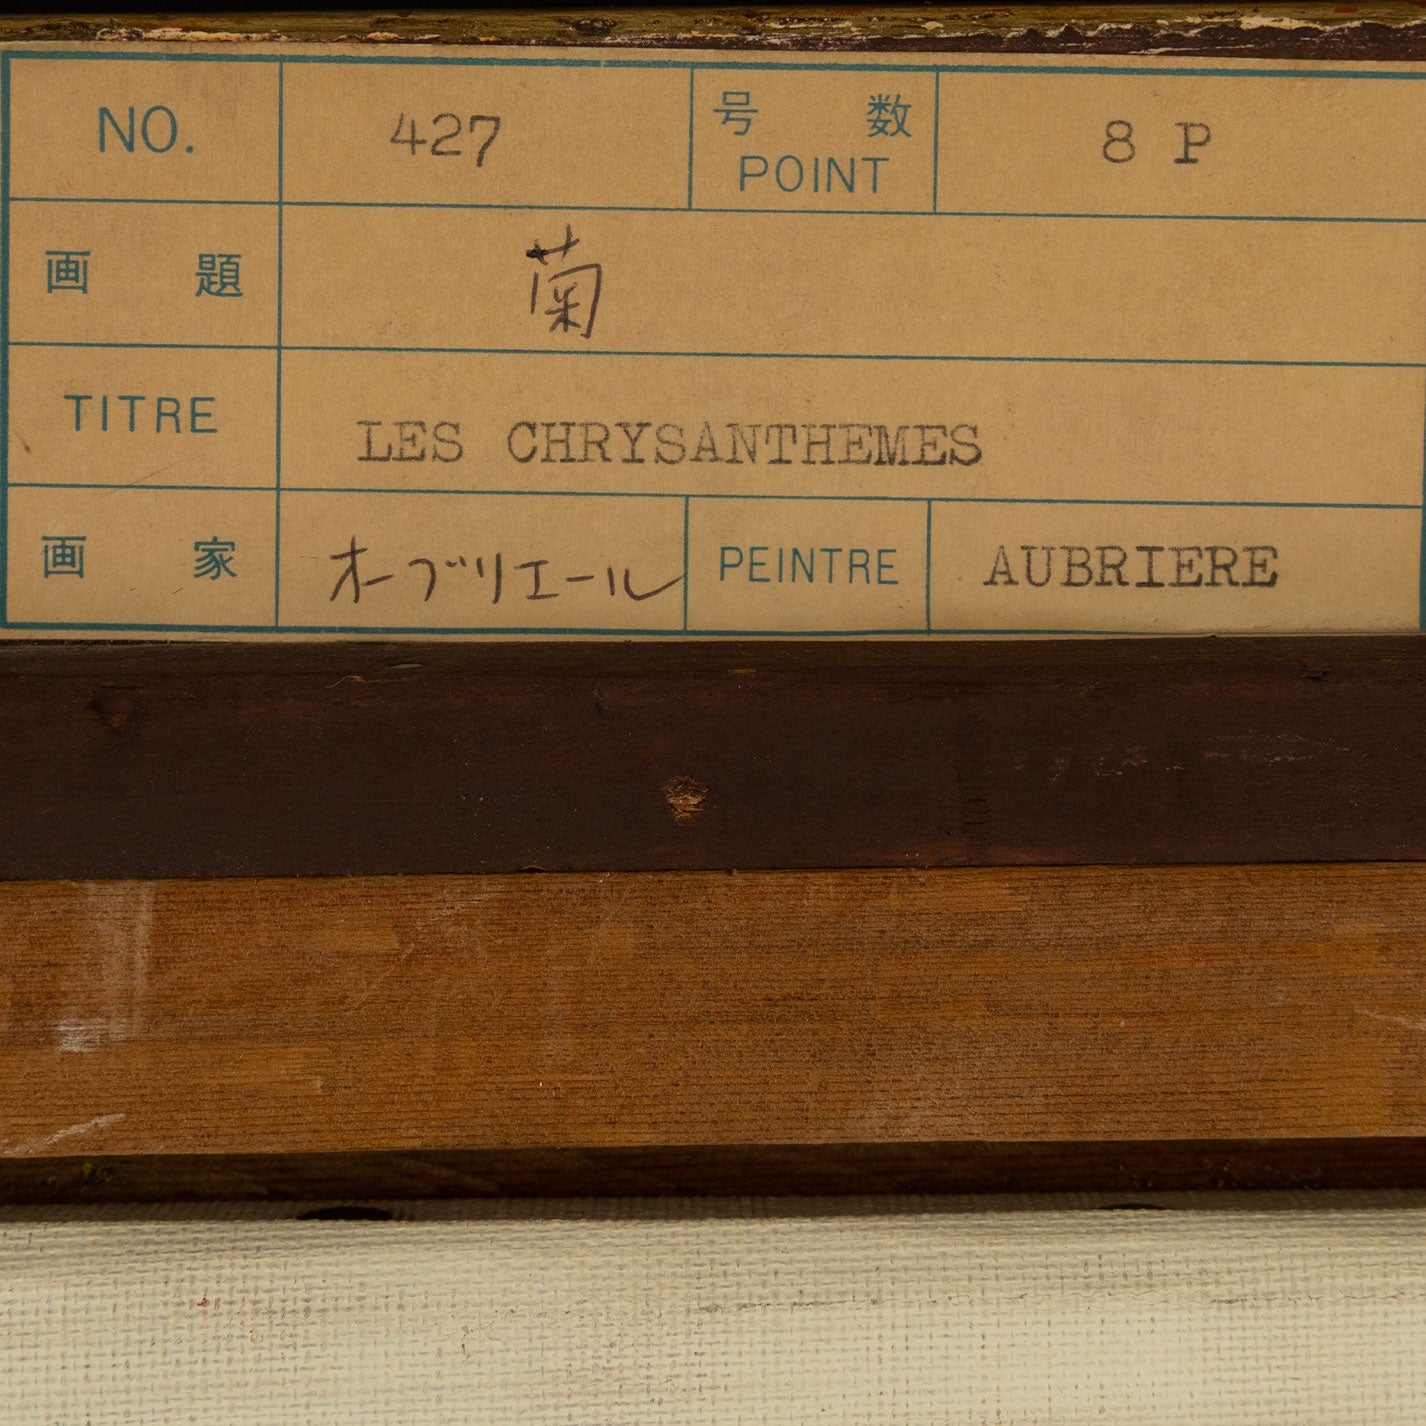 NO. 427 号数 POINT 8 P
画題 菊
TITRE LES CHRYSANTHEMES
画家 オーブリエール PEINTRE AUBRIERE